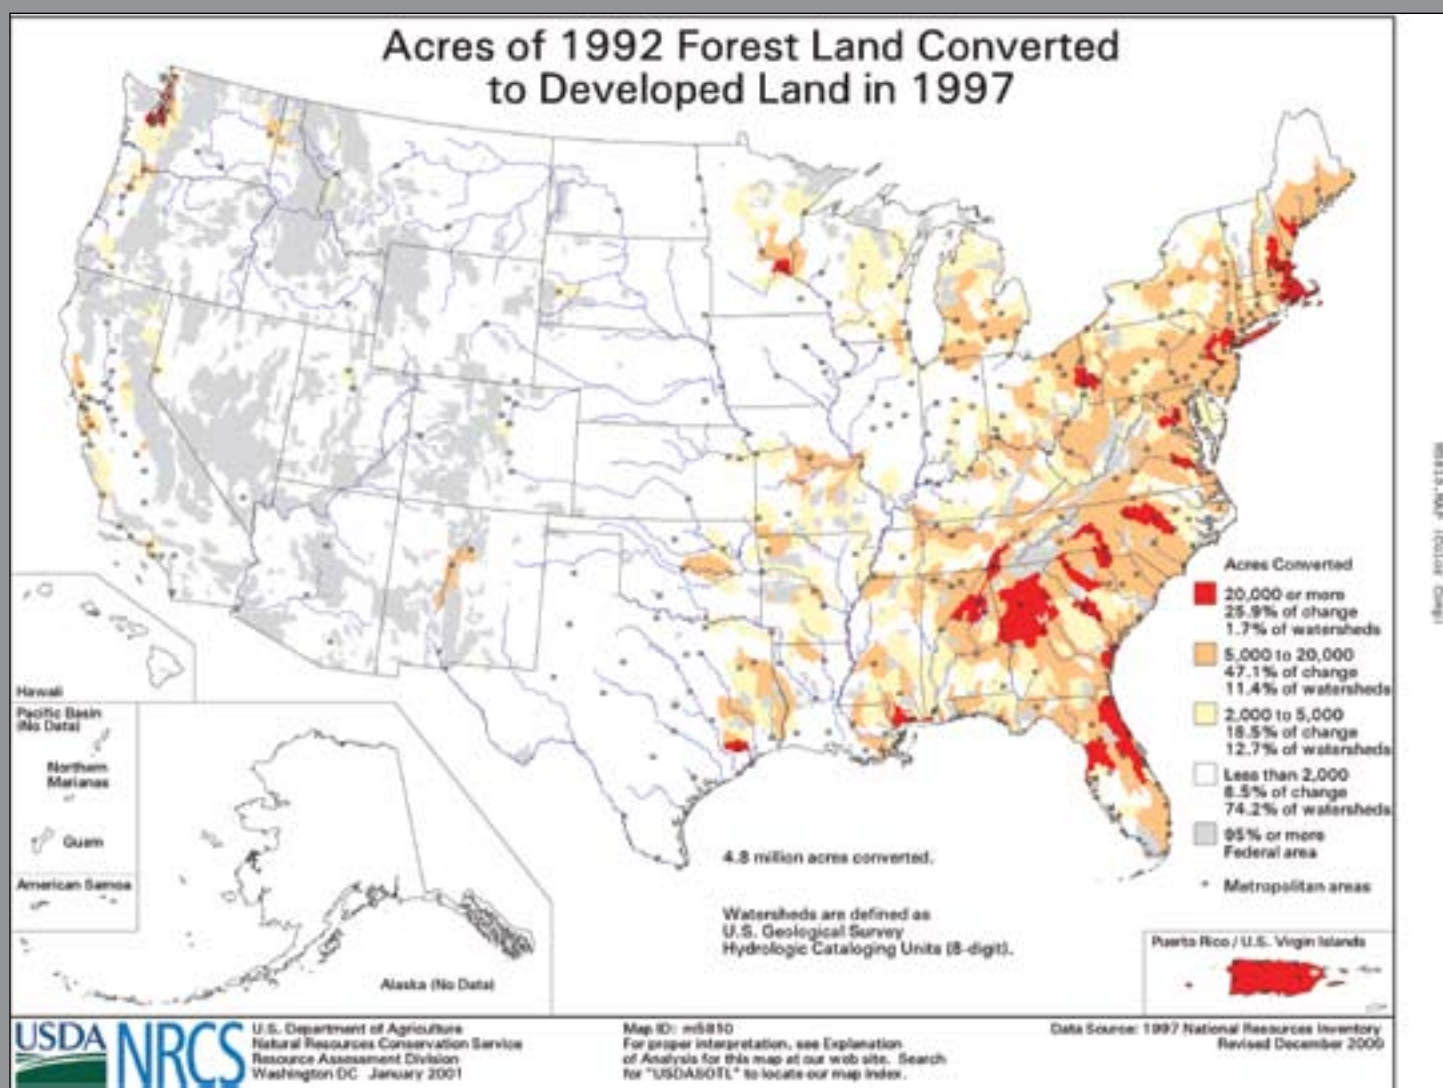 Acres of 1992 Forest Land Converted
to Developed Land in 1997
Acres Converted
20,000 or more
25.9% of change
1.7% of watersheds
5,000 to 20,000
47.1% of change
11.4% of watersheds
2,000 to 5,000
18.5% of change
12.7% of watersheds
Less than 2,000
8.5% of change
74.2% of watersheds
95% or more
Federal area
Metropolitan areas
Hawaii
Pacific Basin
(No Data)
Northern
Marianas
Guam
American Samoa
Alaska (No Data)
4.8 million acres converted.
Watersheds are defined as
U.S. Geological Survey
Hydrologic Cataloging Units (8-digit).
Puerto Rico / U.S. Virgin Islands
USDA
NRCS
U.S. Department of Agriculture
Natural Resources Conservation Service
Resource Assessment Division
Washington DC January 2001
Map ID: m5810
For proper interpretation, see Explanation
of Analysis for this map at our web site. Search
for "USDASOTL" to locate our map index.
Data Source: 1997 National Resources Inventory
Revised December 2000